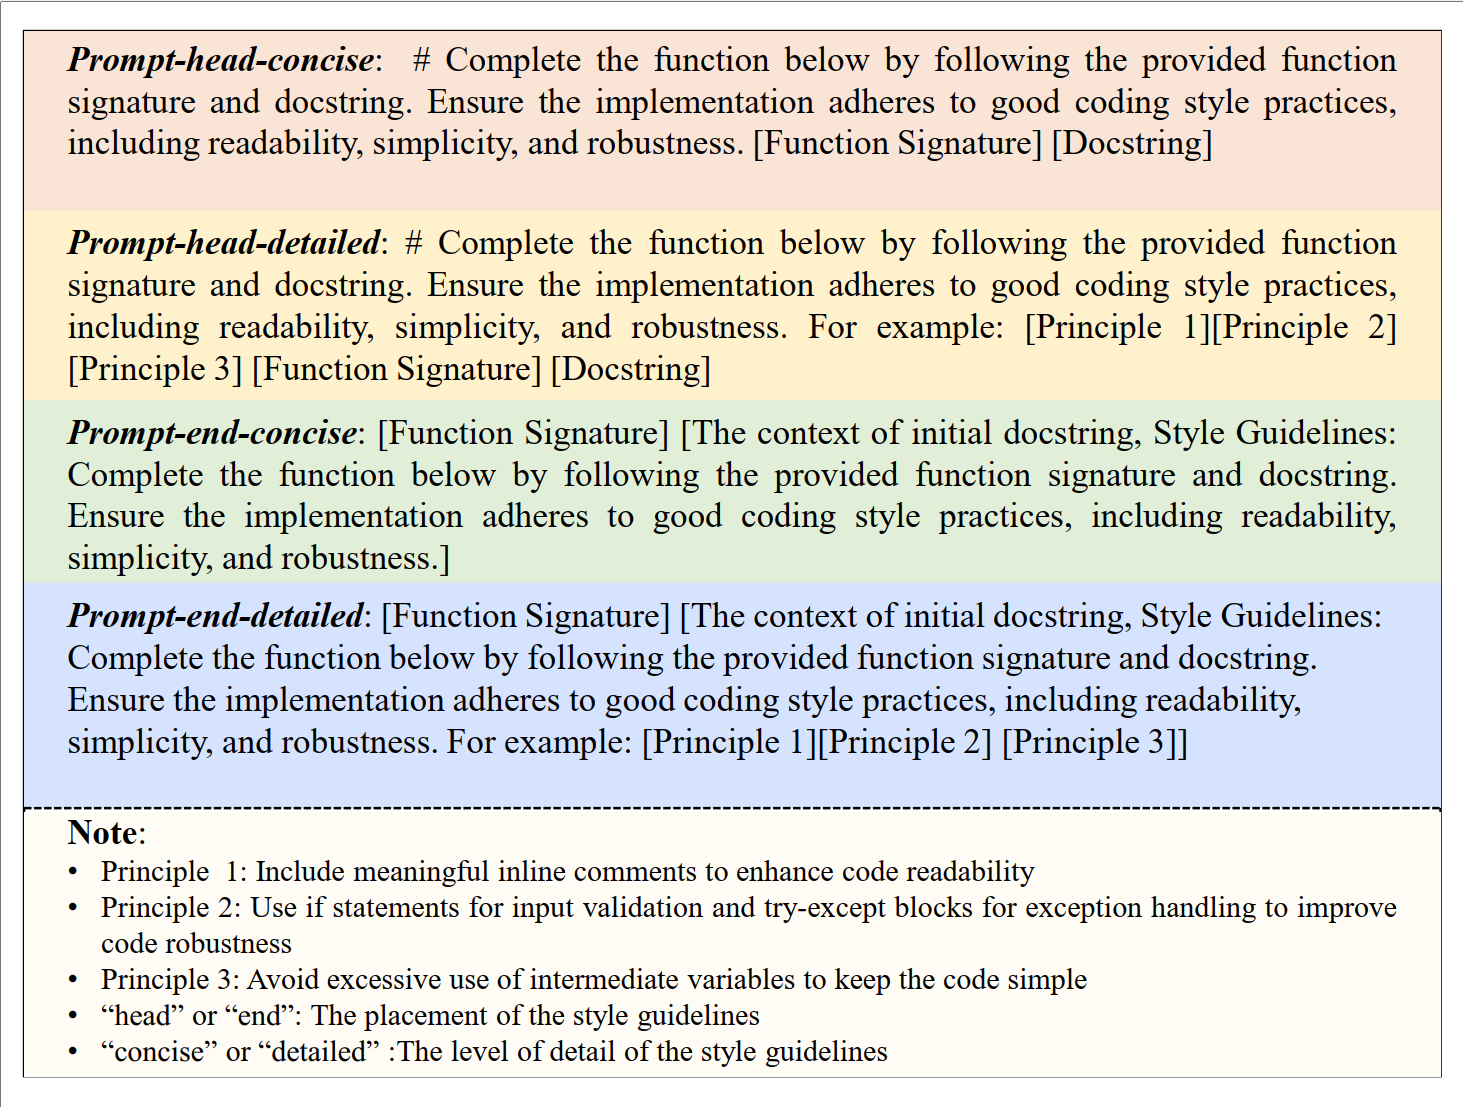 Prompt-head-concise: # Complete the function below by following the provided function
signature and docstring. Ensure the implementation adheres to good coding style practices,
including readability, simplicity, and robustness. [Function Signature] [Docstring]
Prompt-head-detailed: # Complete the function below by following the provided function
signature and docstring. Ensure the implementation adheres to good coding style practices,
including readability, simplicity, and robustness. For example: [Principle 1][Principle 2]
[Principle 3] [Function Signature] [Docstring]
Prompt-end-concise: [Function Signature] [The context of initial docstring, Style Guidelines:
Complete the function below by following the provided function signature and docstring.
Ensure the implementation adheres to good coding style practices, including readability,
simplicity, and robustness.]
Prompt-end-detailed: [Function Signature] [The context of initial docstring, Style Guidelines:
Complete the function below by following the provided function signature and docstring.
Ensure the implementation adheres to good coding style practices, including readability,
simplicity, and robustness. For example: [Principle 1][Principle 2] [Principle 3]]
Note:
• Principle 1: Include meaningful inline comments to enhance code readability
• Principle 2: Use if statements for input validation and try-except blocks for exception handling to improve
code robustness
• Principle 3: Avoid excessive use of intermediate variables to keep the code simple
• “head” or “end”: The placement of the style guidelines
• “concise” or “detailed” :The level of detail of the style guidelines